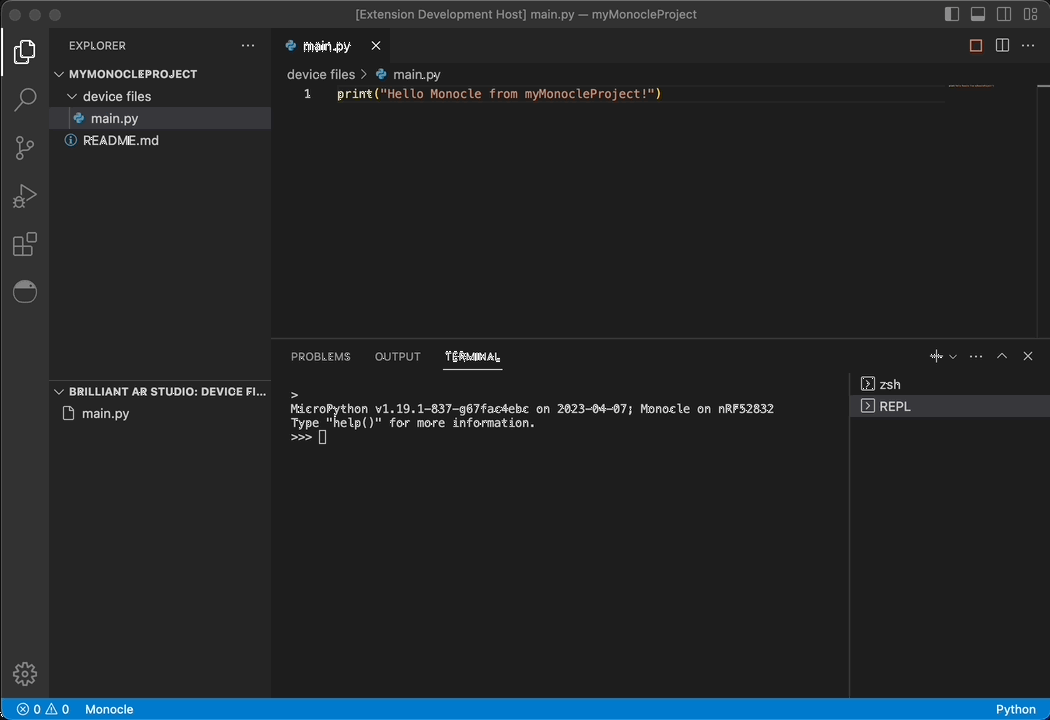 [Extension Development Host] main.py — myMonocleProject
EXPLORER
MYMONOCLEPROJECT
device files
main.py
README.md
BRILLIANT AR STUDIO: DEVICE FI...
main.py
main.py
device files > main.py
1 print("Hello Monocle from myMonocleProject!")
PROBLEMS OUTPUT TERMINAL
>
MicroPython v1.19.1-837-g67fac4ebc on 2023-04-07; Monocle on nRF52832
Type "help()" for more information.
>>>
zsh
REPL
0 0 Monocle
Python